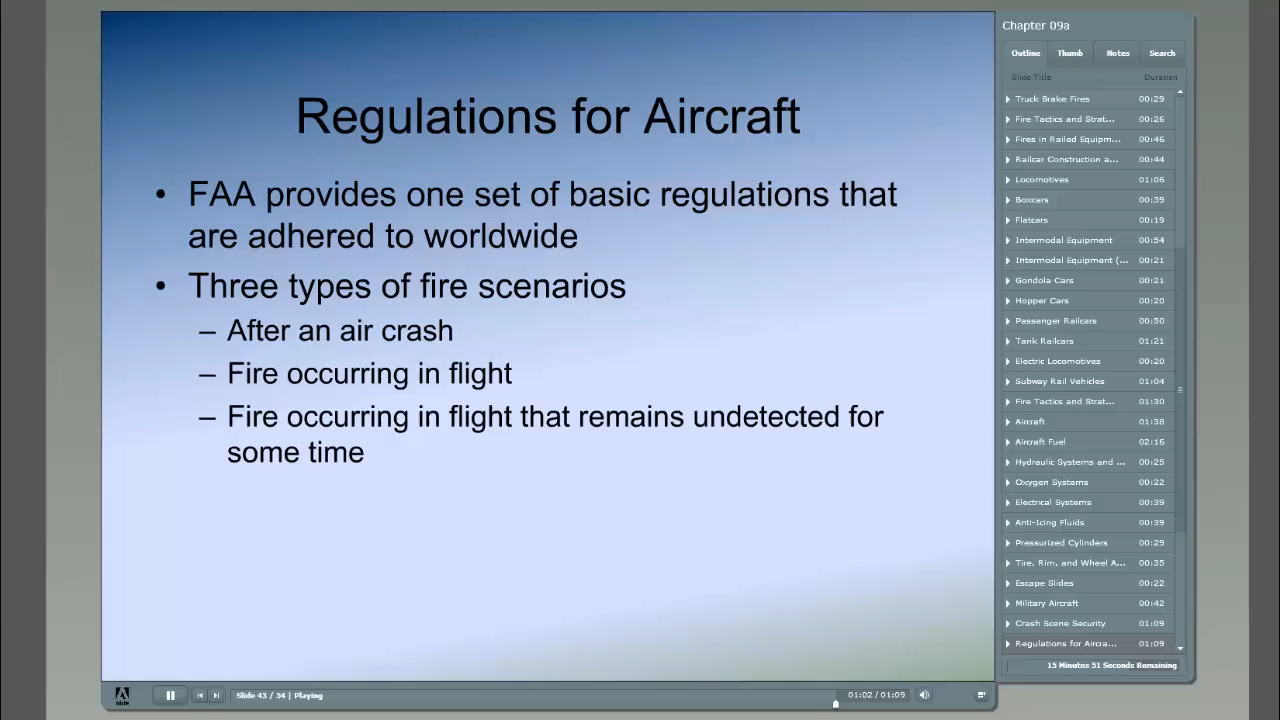 Regulations for Aircraft
• FAA provides one set of basic regulations that
are adhered to worldwide
• Three types of fire scenarios
– After an air crash
– Fire occurring in flight
– Fire occurring in flight that remains undetected for
some time
Chapter 09a
Outline Thumb Notes Search
Slide Title Duration
Truck Brake Fires 00:29
Fire Tactics and Strat... 00:26
Fires in Railed Equipm... 00:46
Railcar Construction a... 00:44
Locomotives 01:06
Boxcars 00:39
Flatcars 00:19
Intermodal Equipment 00:54
Intermodal Equipment (... 00:21
Gondola Cars 00:21
Hopper Cars 00:20
Passenger Railcars 00:50
Tank Railcars 01:21
Electric Locomotives 00:20
Subway Rail Vehicles 01:04
Fire Tactics and Strat... 01:30
Aircraft 01:38
Aircraft Fuel 02:16
Hydraulic Systems and ... 00:25
Oxygen Systems 00:22
Electrical Systems 00:39
Anti-Icing Fluids 00:39
Pressurized Cylinders 00:29
Tire, Rim, and Wheel A... 00:35
Escape Slides 00:22
Military Aircraft 00:42
Crash Scene Security 01:09
Regulations for Aircra... 01:09
15 Minutes 51 Seconds Remaining
Adobe
Slide 43 / 54 | Playing
01:02 / 01:09